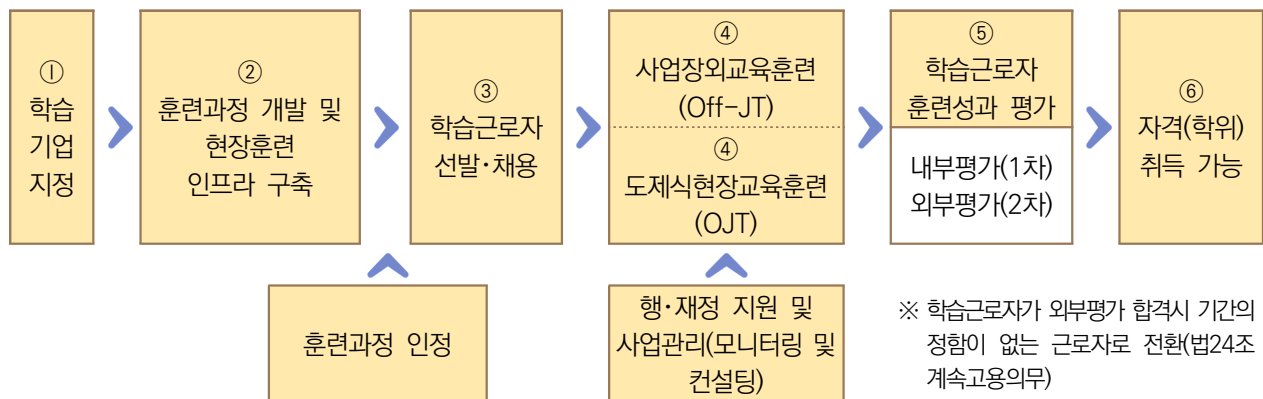 ①
학습
기업
지정
②
훈련과정 개발 및
현장훈련
인프라 구축
③
학습근로자
선발·채용
④
사업장외교육훈련
(Off-JT)
④
도제식현장교육훈련
(OJT)
⑤
학습근로자
훈련성과 평가
내부평가(1차)
외부평가(2차)
⑥
자격(학위)
취득 가능
훈련과정 인정
행·재정 지원 및
사업관리(모니터링 및
컨설팅)
※ 학습근로자가 외부평가 합격시 기간의
정함이 없는 근로자로 전환(법24조
계속고용의무)